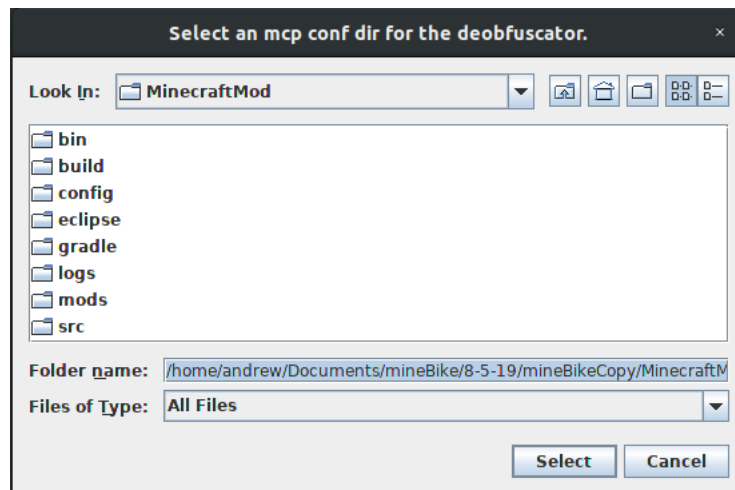 Select an mcp conf dir for the deobfuscator. ×
Look In: MinecraftMod
bin
build
config
eclipse
gradle
logs
mods
src
Folder name: /home/andrew/Documents/mineBike/8-5-19/mineBikeCopy/MinecraftM
Files of Type: All Files
Select Cancel